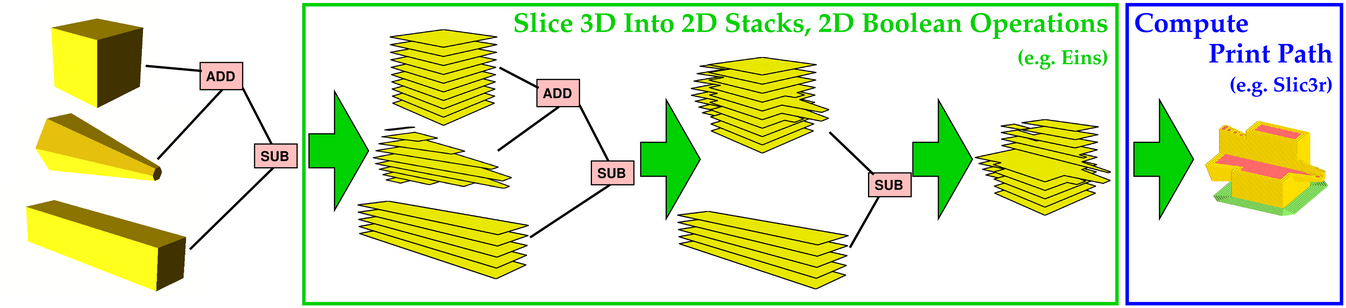 Slice 3D Into 2D Stacks, 2D Boolean Operations
(e.g. Eins)
Compute
Print Path
(e.g. Slic3r)
ADD
SUB
ADD
SUB
SUB